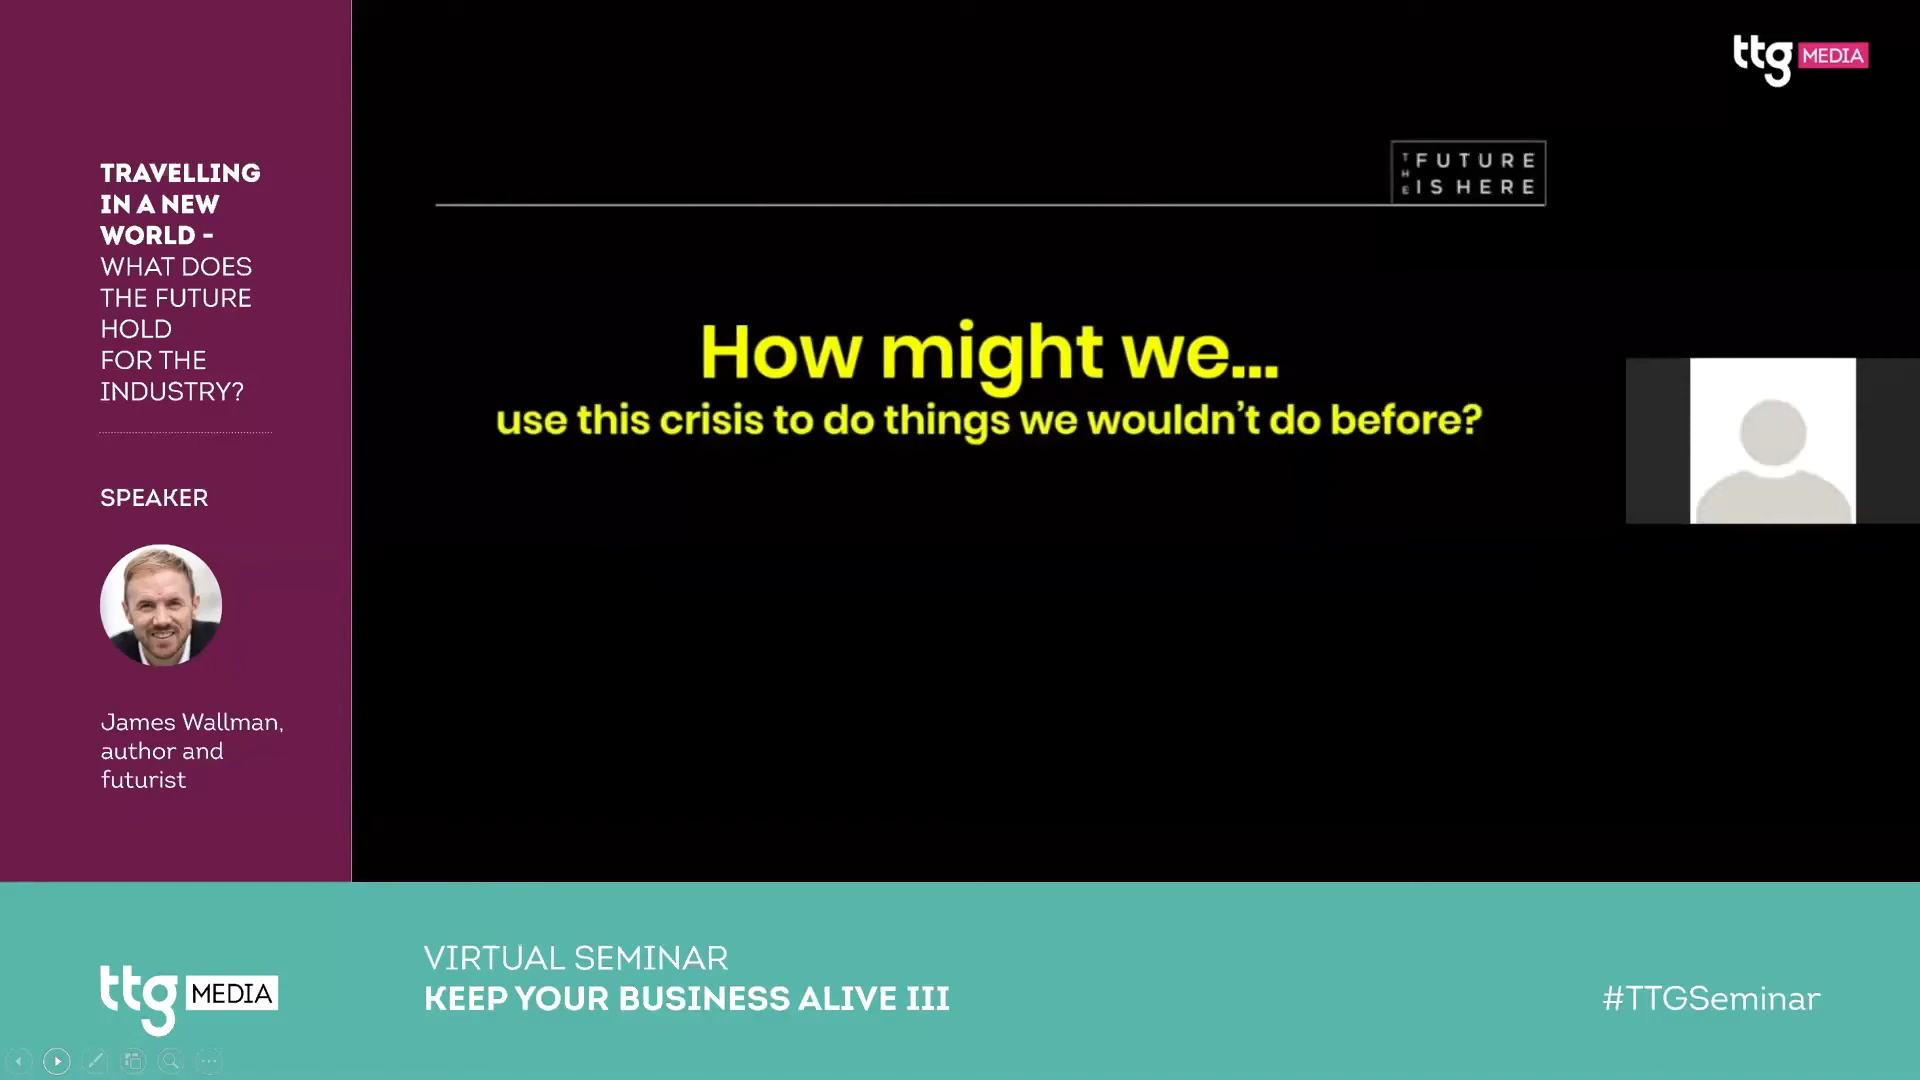 ttg MEDIA
TRAVELLING
IN A NEW
WORLD -
WHAT DOES
THE FUTURE
HOLD
FOR THE
INDUSTRY?
SPEAKER
James Wallman,
author and
futurist
THE FUTURE
IS HERE
How might we...
use this crisis to do things we wouldn't do before?
ttg MEDIA
VIRTUAL SEMINAR
KEEP YOUR BUSINESS ALIVE III
#TTGSeminar